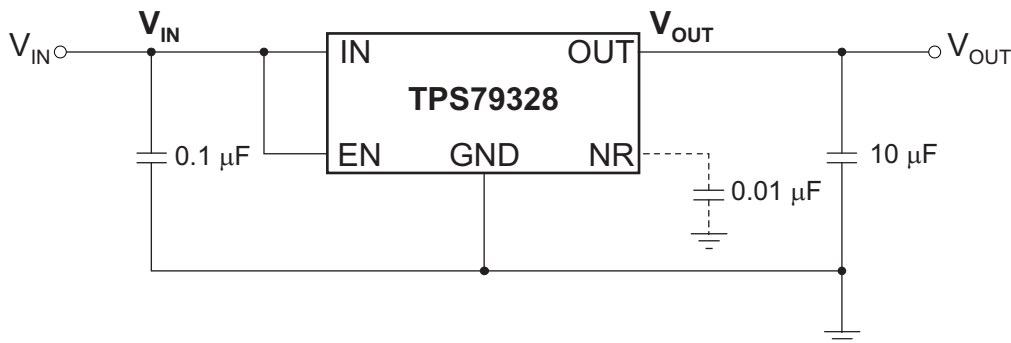 V_IN
V_IN
IN
OUT
V_OUT
V_OUT
TPS79328
EN
GND
NR
0.1 μF
0.01 μF
10 μF